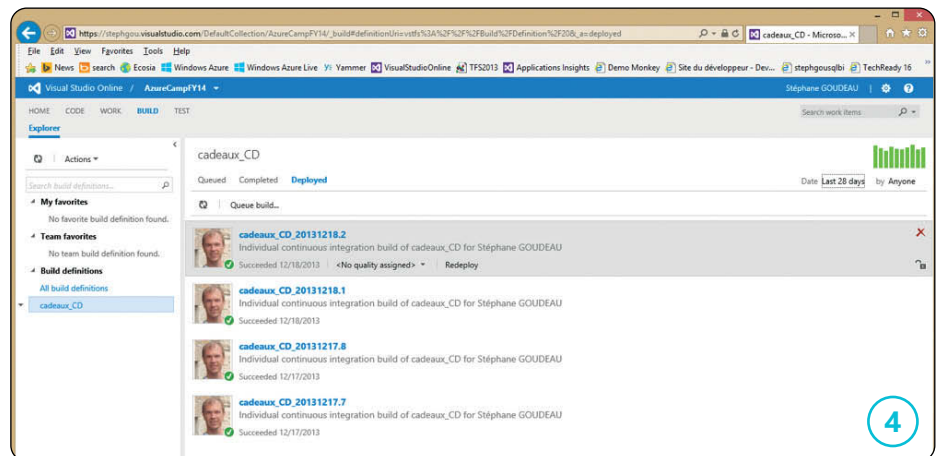 https://stephgou.visualstudio.com/DefaultCollection/AzureCampFY14/_build#definitionUri=vstfs%3A%2F%2F%2FBuild%2FDefinition%2F20&_a=deployed
cadeaux_CD - Microso... ×
File Edit View Favorites Tools Help
News search Ecosia Windows Azure Windows Azure Live Yammer VisualStudioOnline TFS2013 Applications Insights Demo Monkey Site du développeur - Dev... stephgousqlbi TechReady 16
Visual Studio Online / AzureCampFY14
Stéphane GOUDEAU
HOME CODE WORK BUILD TEST
Search work items
Explorer
Actions
Search build definitions...
My favorites
No favorite build definition found.
Team favorites
No team build definition found.
Build definitions
All build definitions
cadeaux_CD
cadeaux_CD
Queued Completed Deployed
Date Last 28 days by Anyone
Queue build...
cadeaux_CD_20131218.2
Individual continuous integration build of cadeaux_CD for Stéphane GOUDEAU
Succeeded 12/18/2013 <No quality assigned> Redeploy
cadeaux_CD_20131218.1
Individual continuous integration build of cadeaux_CD for Stéphane GOUDEAU
Succeeded 12/18/2013
cadeaux_CD_20131217.8
Individual continuous integration build of cadeaux_CD for Stéphane GOUDEAU
Succeeded 12/17/2013
cadeaux_CD_20131217.7
Individual continuous integration build of cadeaux_CD for Stéphane GOUDEAU
Succeeded 12/17/2013
4